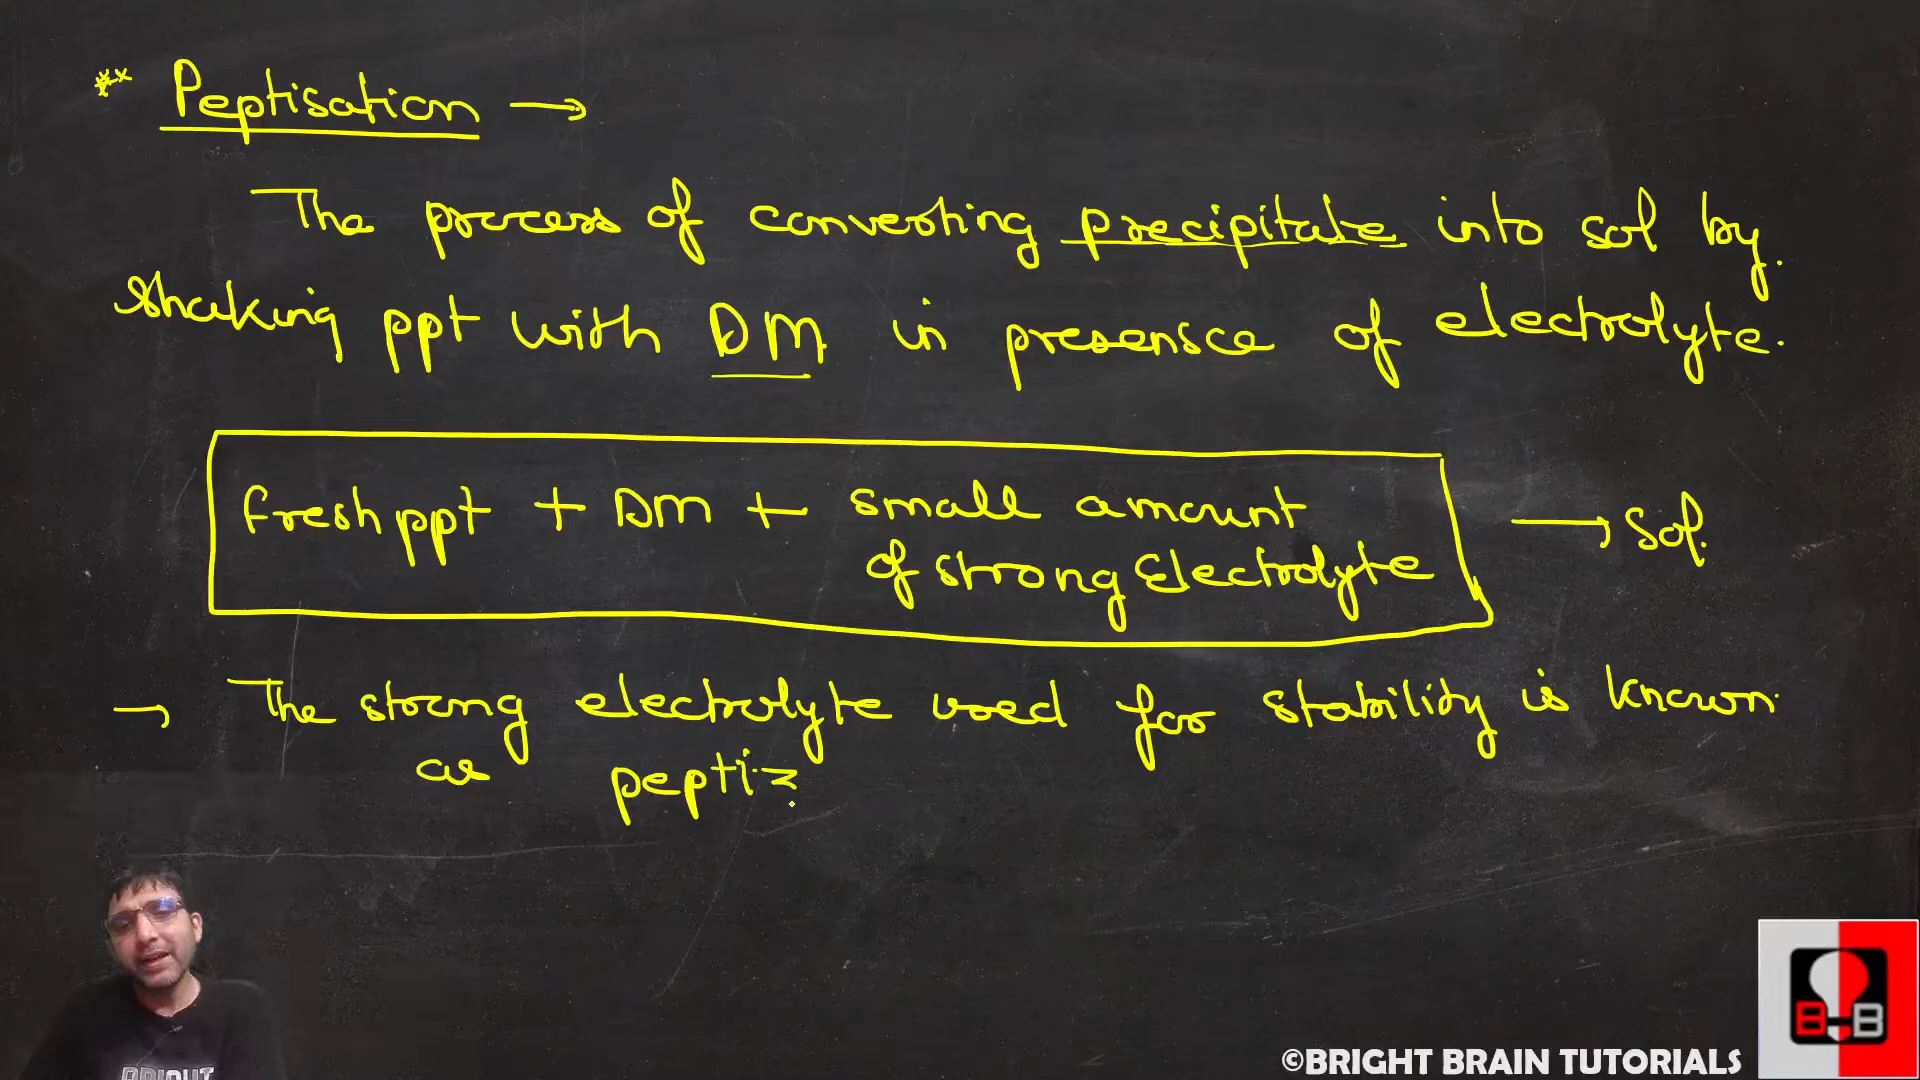 ** Peptisation →
The process of converting precipitate into sol by
shaking ppt with DM in presensce of electrolyte.
fresh ppt + DM + small amount
of strong Electrolyte
→ sol.
→ The strong electrolyte used for stability is known
as peptiz
BRIGHT
B B
©BRIGHT BRAIN TUTORIALS